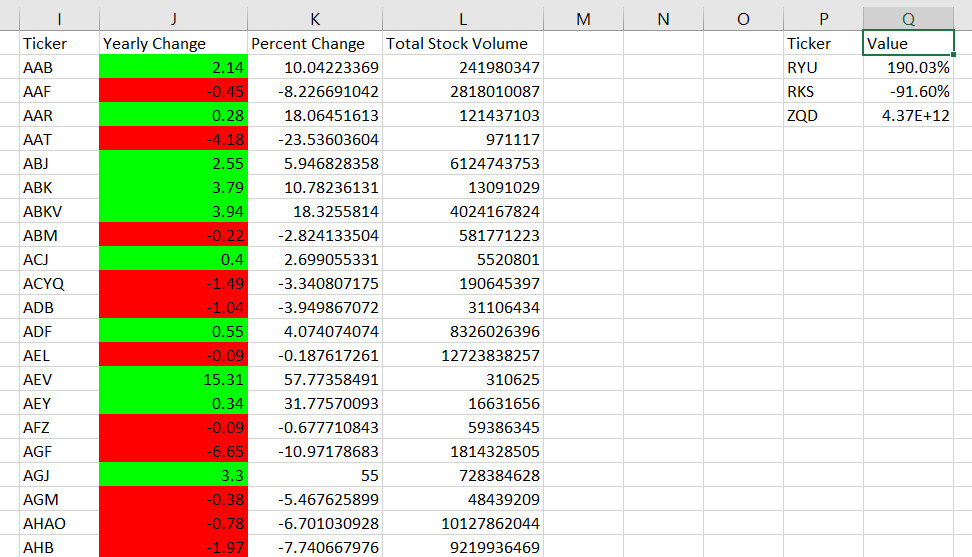 I J K L M N O P Q
Ticker Yearly Change Percent Change Total Stock Volume Ticker Value
AAB 2.14 10.04223369 241980347 RYU 190.03%
AAF -0.45 -8.226691042 2818010087 RKS -91.60%
AAR 0.28 18.06451613 121437103 ZQD 4.37E+12
AAT -4.18 -23.53603604 971117
ABJ 2.55 5.946828358 6124743753
ABK 3.79 10.78236131 13091029
ABKV 3.94 18.3255814 4024167824
ABM -0.22 -2.824133504 581771223
ACJ 0.4 2.699055331 5520801
ACYQ -1.49 -3.340807175 190645397
ADB -1.04 -3.949867072 31106434
ADF 0.55 4.074074074 8326026396
AEL -0.09 -0.187617261 12723838257
AEV 15.31 57.77358491 310625
AEY 0.34 31.77570093 16631656
AFZ -0.09 -0.677710843 59386345
AGF -6.65 -10.97178683 1814328505
AGJ 3.3 55 728384628
AGM -0.38 -5.467625899 48439209
AHAO -0.78 -6.701030928 10127862044
AHB -1.97 -7.740667976 9219936469